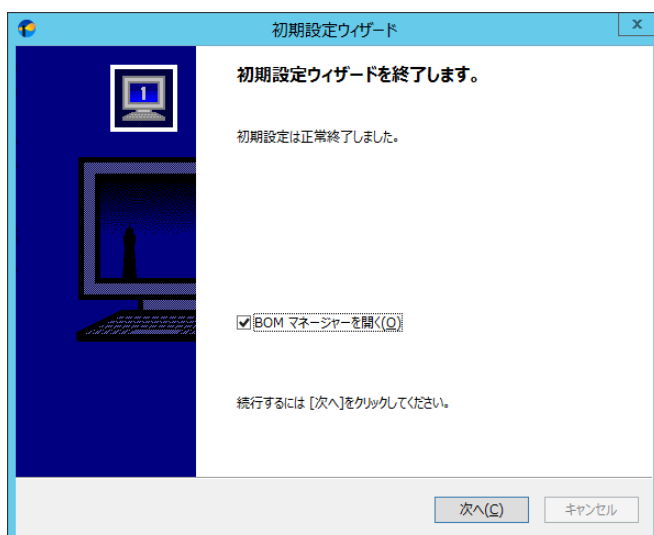 初期設定ウィザード
x
初期設定ウィザードを終了します。
1
初期設定は正常終了しました。
BOM マネージャーを開く(O)
続行するには [次へ]をクリックしてください。
次へ(C)
キャンセル